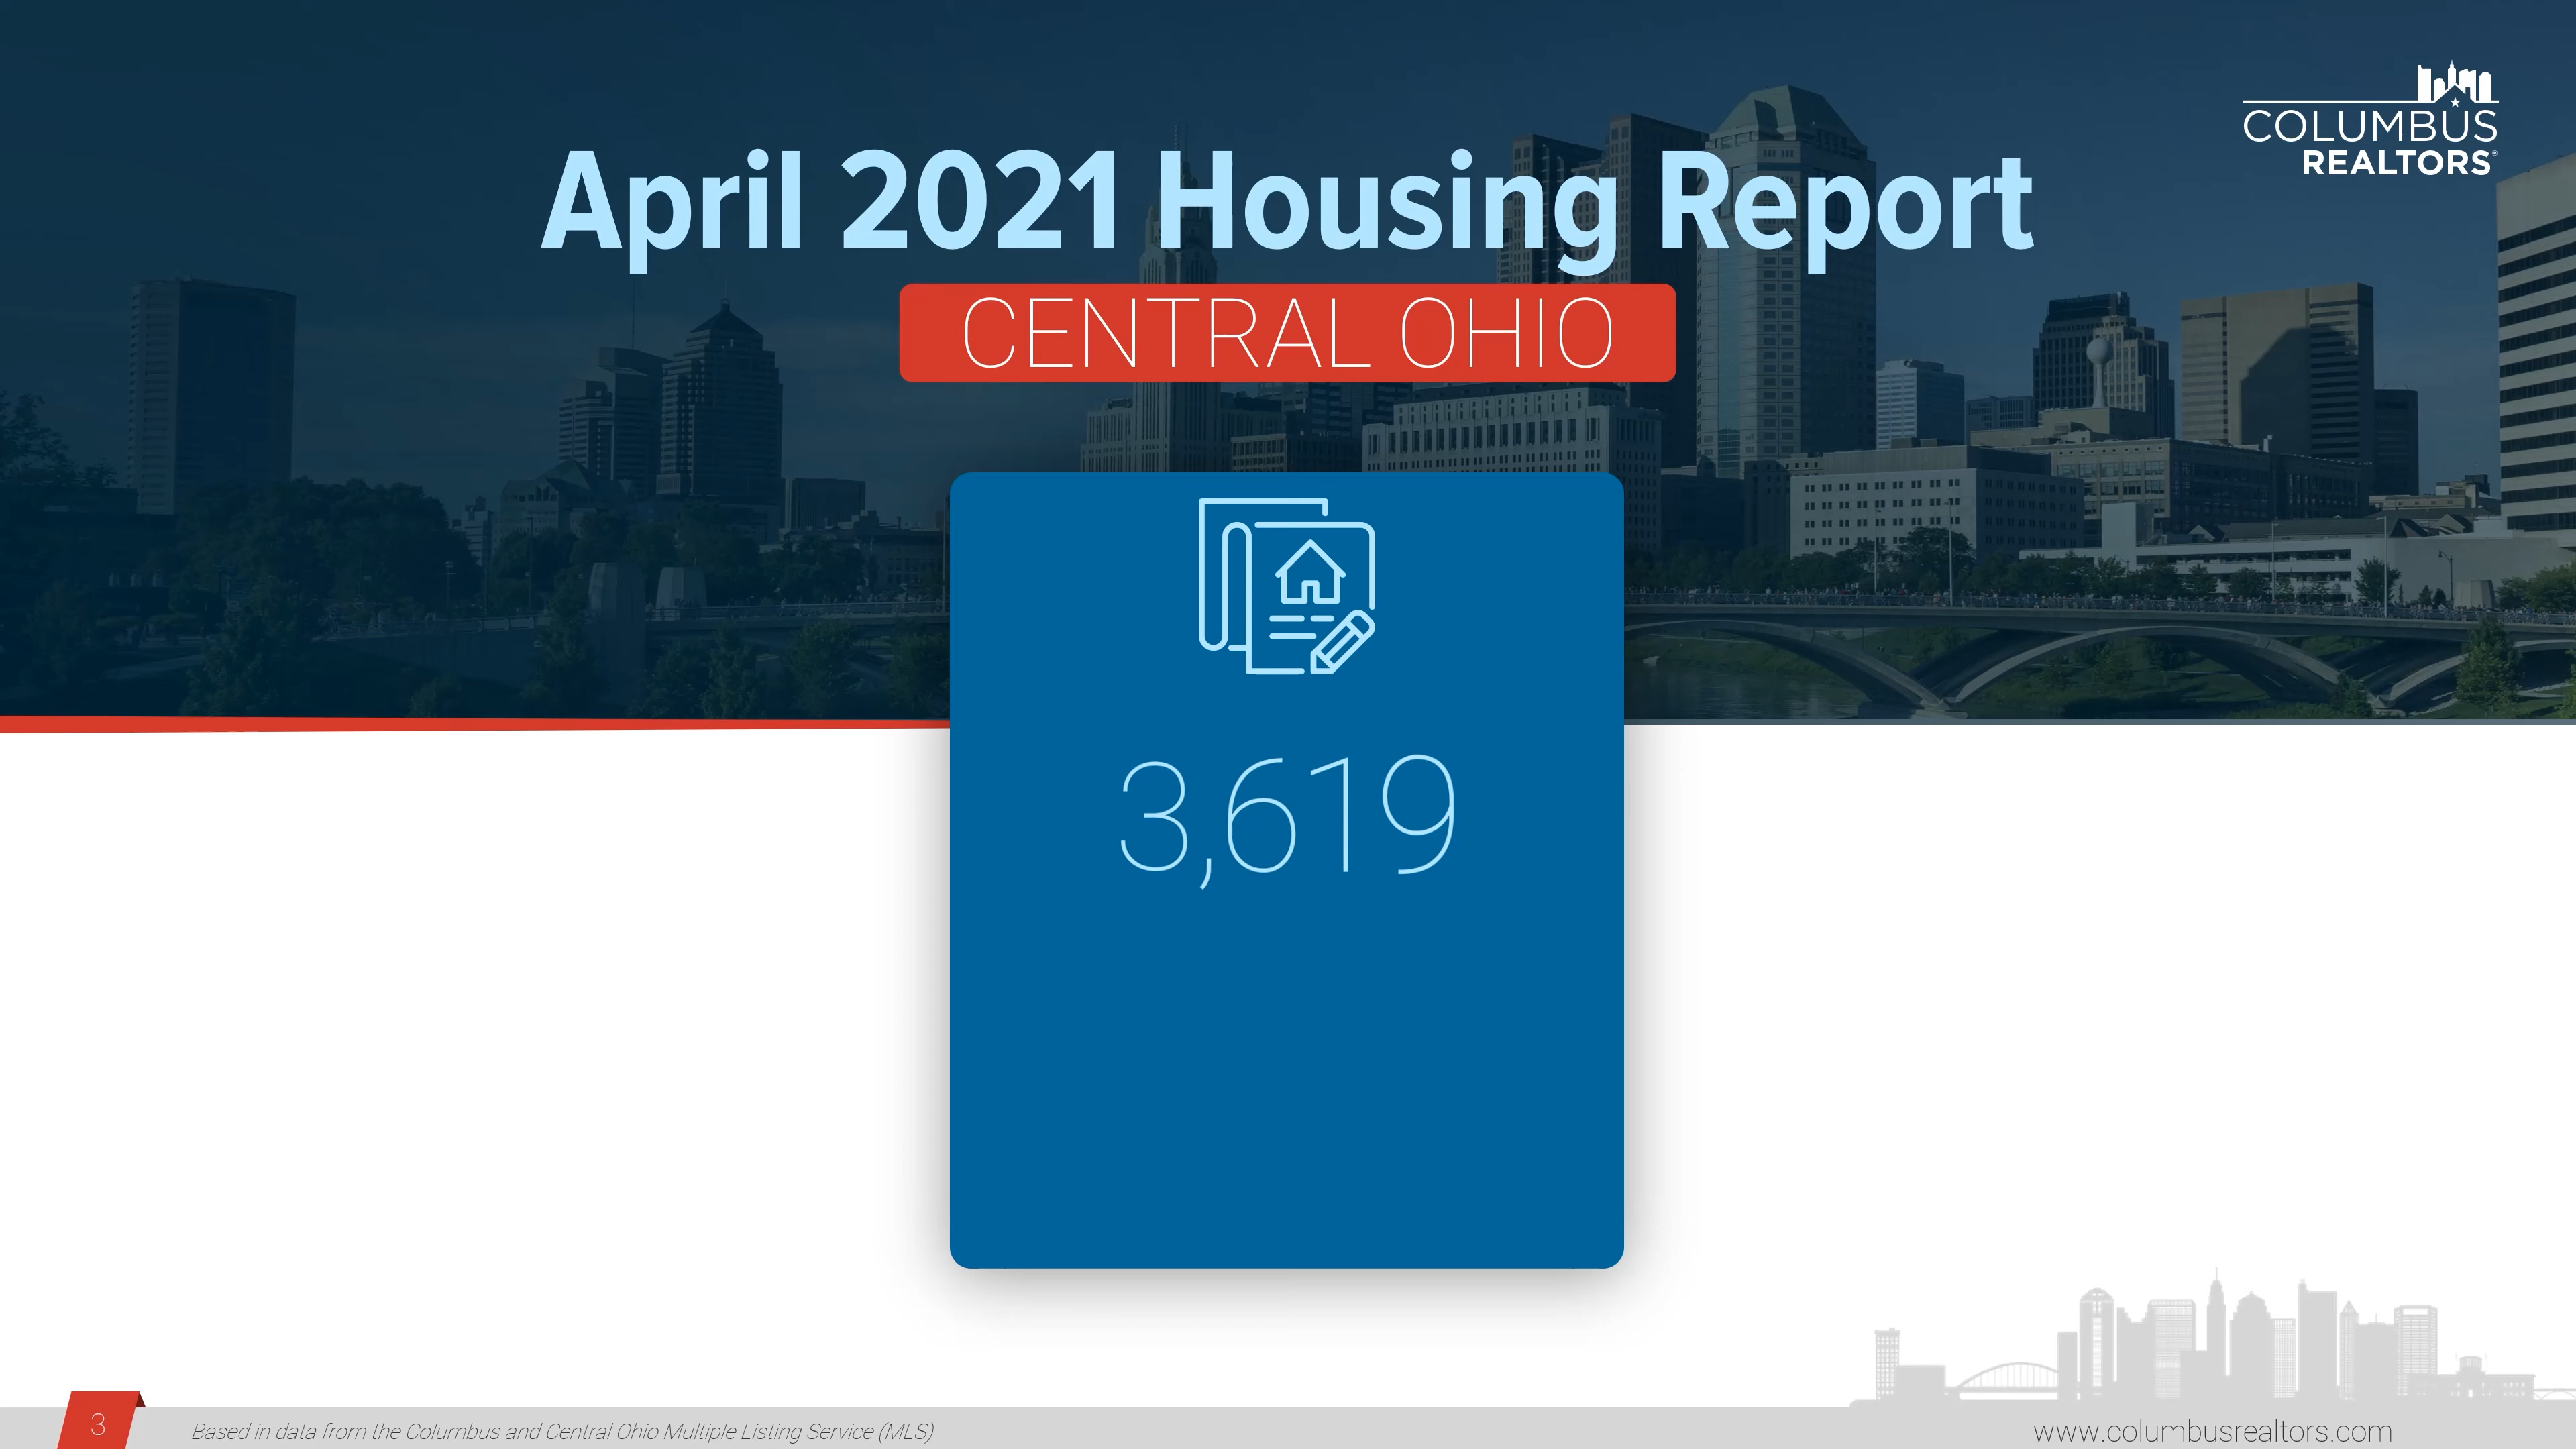 COLUMBUS
REALTORS®
April 2021 Housing Report
CENTRAL OHIO
3,619
3
Based in data from the Columbus and Central Ohio Multiple Listing Service (MLS)
www.columbusrealtors.com